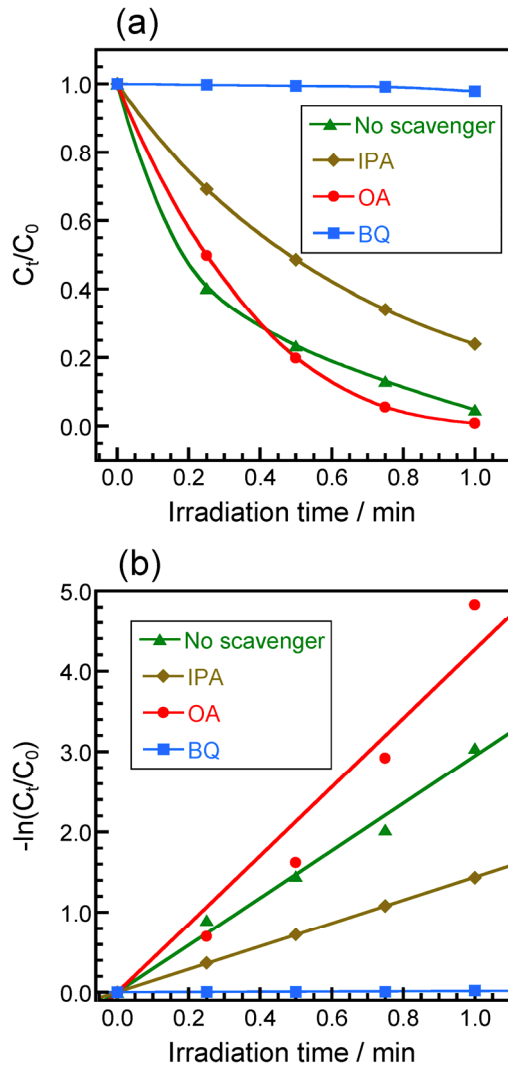 (a)
1.0
0.8
0.6
0.4
0.2
0.0
Cₜ/C₀
No scavenger
IPA
OA
BQ
0.0 0.2 0.4 0.6 0.8 1.0
Irradiation time / min
(b)
5.0
4.0
3.0
2.0
1.0
0.0
-ln(Cₜ/C₀)
No scavenger
IPA
OA
BQ
0.0 0.2 0.4 0.6 0.8 1.0
Irradiation time / min